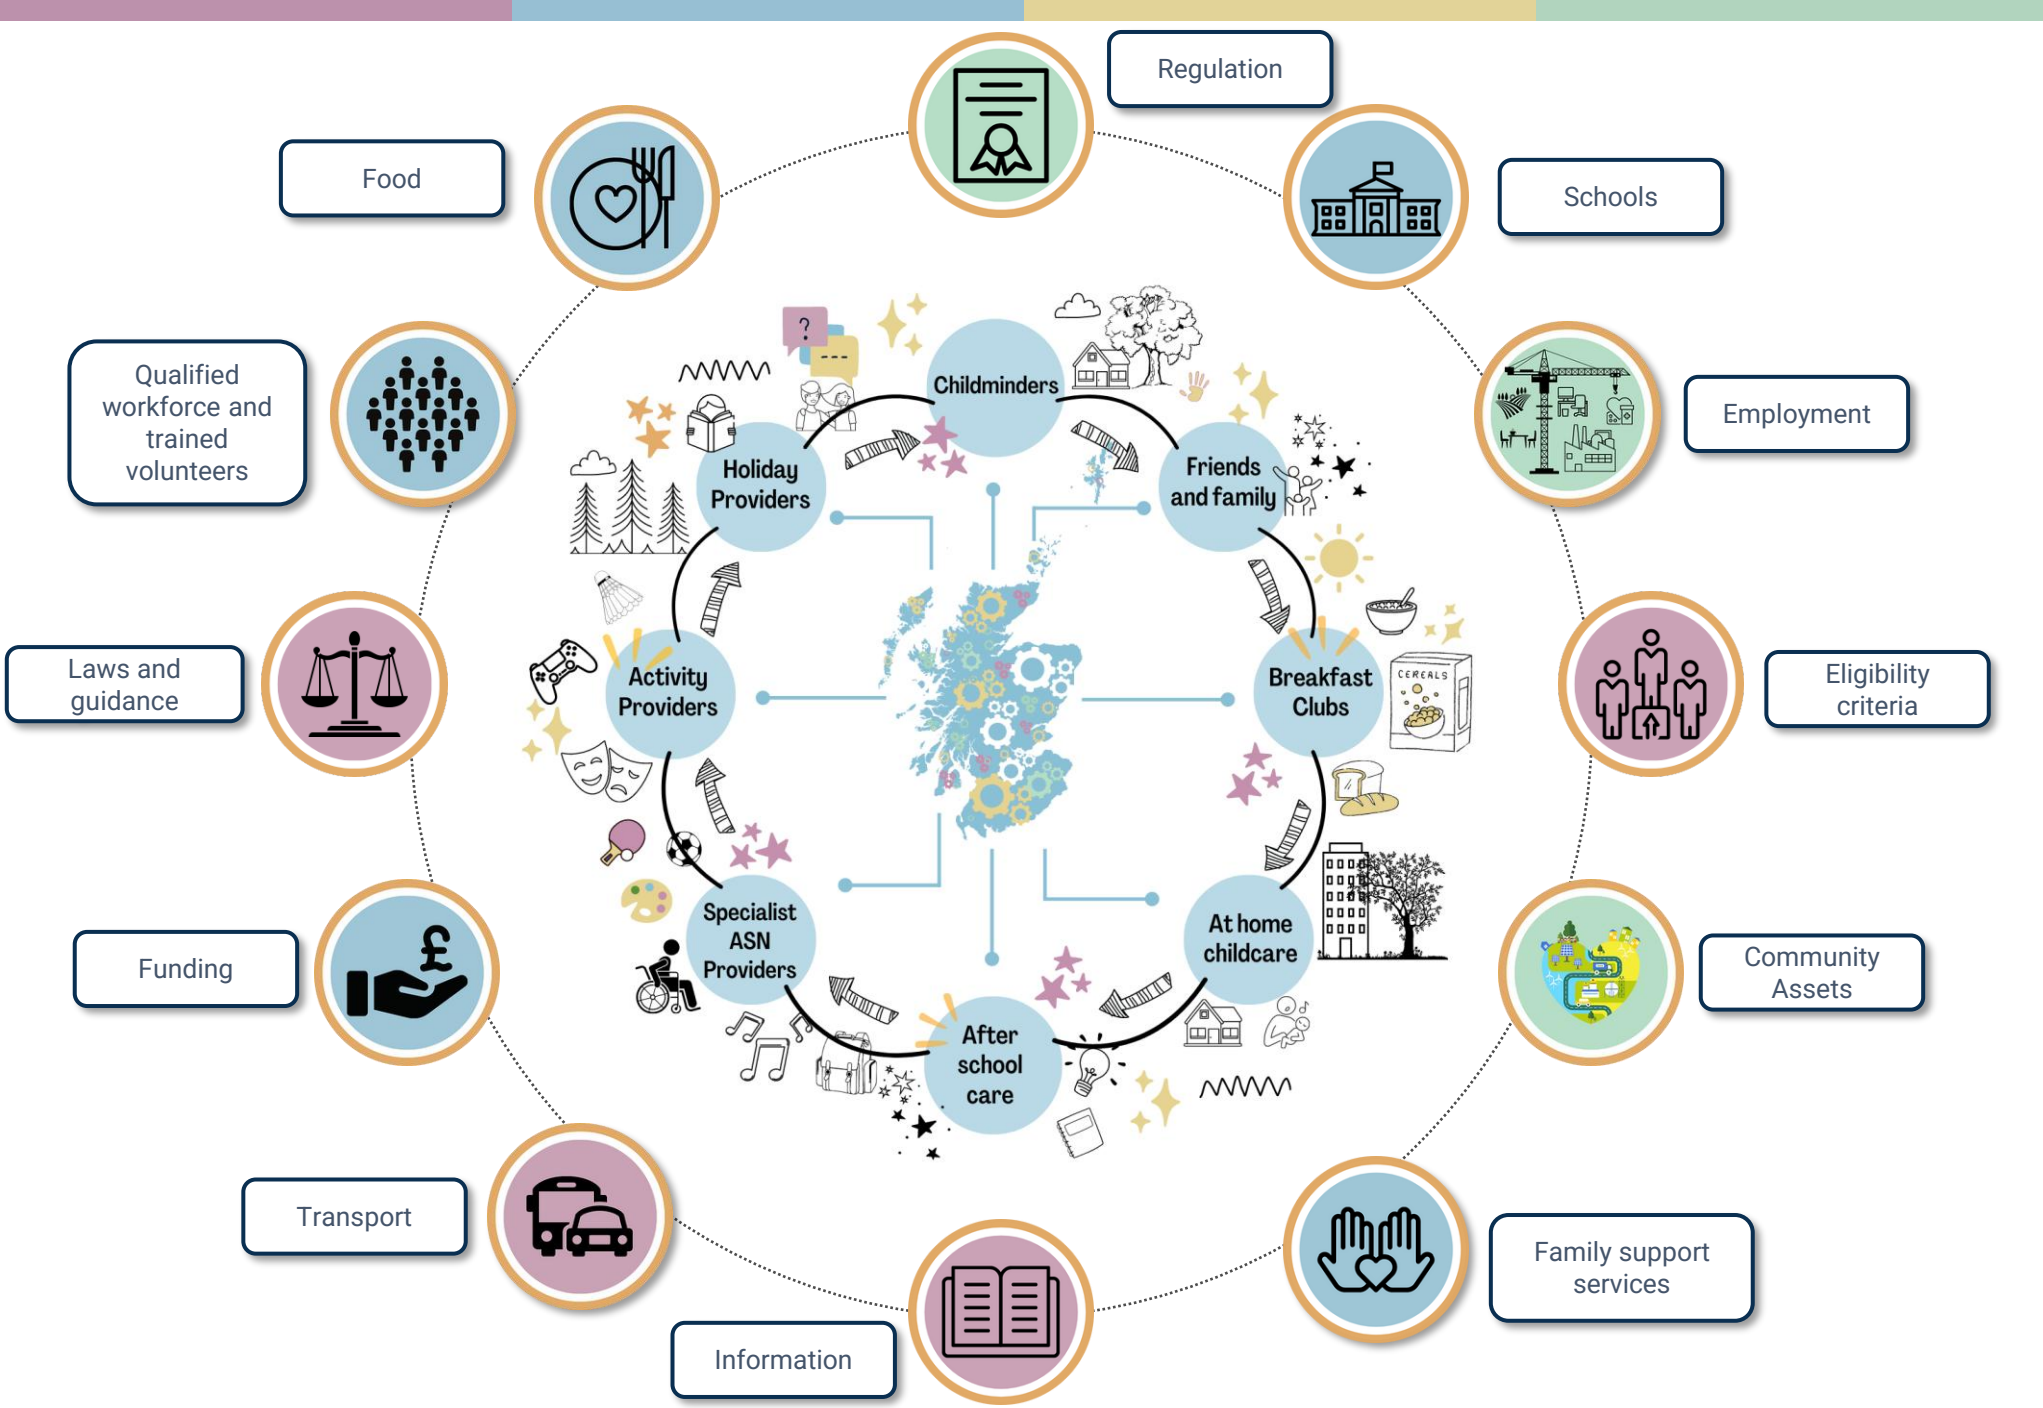 Regulation
Schools
Food
Employment
Qualified
workforce and
trained
volunteers
Eligibility
criteria
Laws and
guidance
Community
Assets
Funding
Family support
services
Transport
Information
?
Childminders
Friends
and family
Breakfast
Clubs
CEREALS
At home
childcare
After
school
care
Specialist
ASN
Providers
Activity
Providers
Holiday
Providers
£